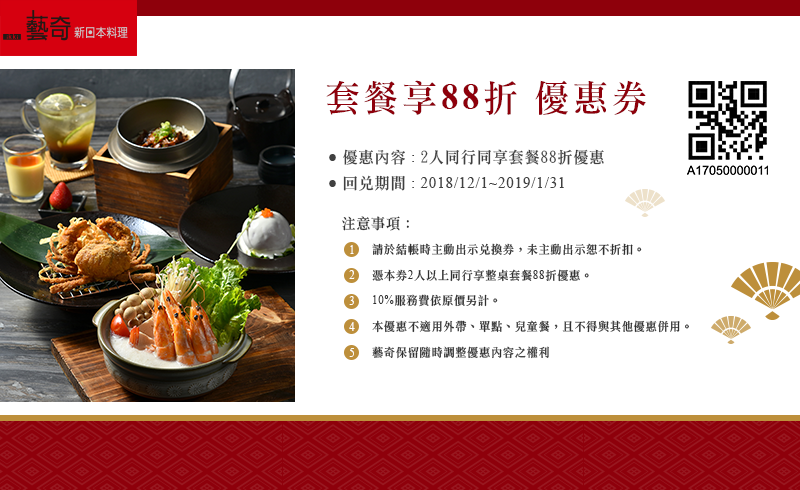 藝奇 新日本料理
套餐享88折 優惠券
● 優惠內容 : 2人同行同享套餐88折優惠
● 回兌期間 : 2018/12/1~2019/1/31
A17050000011
注意事項：
1 請於結帳時主動出示兌換券，未主動出示恕不折扣。
2 憑本券2人以上同行享整桌套餐88折優惠。
3 10%服務費依原價另計。
4 本優惠不適用外帶、單點、兒童餐，且不得與其他優惠併用。
5 藝奇保留隨時調整優惠內容之權利